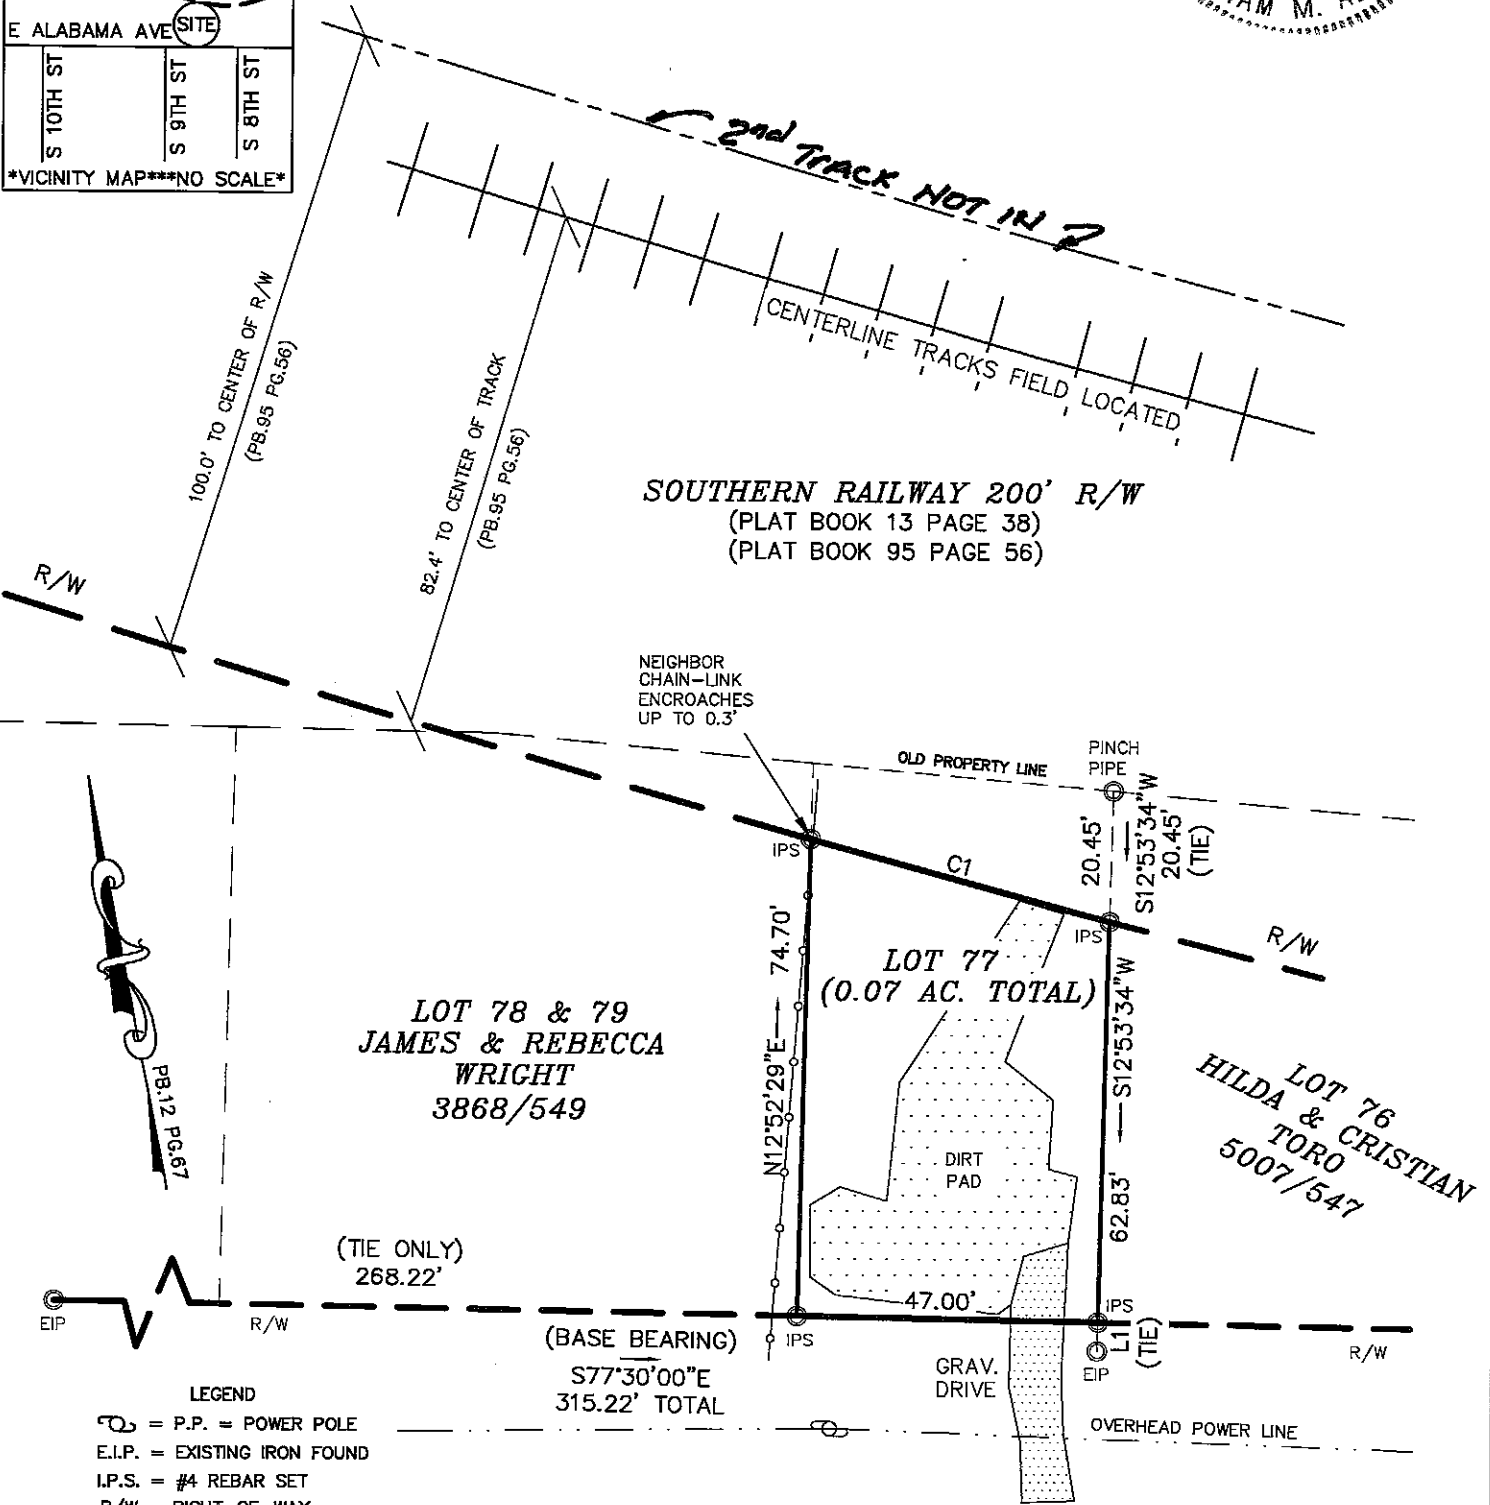 E ALABAMA AVE
SITE
S 10TH ST
S 9TH ST
S 8TH ST
*VICINITY MAP***NO SCALE*
2nd TRACK NOT IN
CENTERLINE TRACKS FIELD LOCATED
100.0' TO CENTER OF R/W
(PB.95 PG.56)
82.4' TO CENTER OF TRACK
(PB.95 PG.56)
SOUTHERN RAILWAY 200' R/W
(PLAT BOOK 13 PAGE 38)
(PLAT BOOK 95 PAGE 56)
R/W
NEIGHBOR
CHAIN-LINK
ENCROACHES
UP TO 0.3'
OLD PROPERTY LINE
PINCH
PIPE
20.45'
S12°53'34"W
20.45'
(TIE)
IPS
C1
IPS
R/W
LOT 77
(0.07 AC. TOTAL)
N12°52'29"E
74.70'
S12°53'34"W
62.83'
LOT 78 & 79
JAMES & REBECCA
WRIGHT
3868/549
LOT 76
HILDA & CRISTIAN
TORO
5007/547
PB.12 PG.67
DIRT
PAD
(TIE ONLY)
268.22'
47.00'
EIP
R/W
IPS
IPS
L1
(TIE)
EIP
R/W
(BASE BEARING)
S77°30'00"E
315.22' TOTAL
GRAV.
DRIVE
OVERHEAD POWER LINE
LEGEND
= P.P. = POWER POLE
E.I.P. = EXISTING IRON FOUND
I.P.S. = #4 REBAR SET
R/W = RIGHT OF WAY